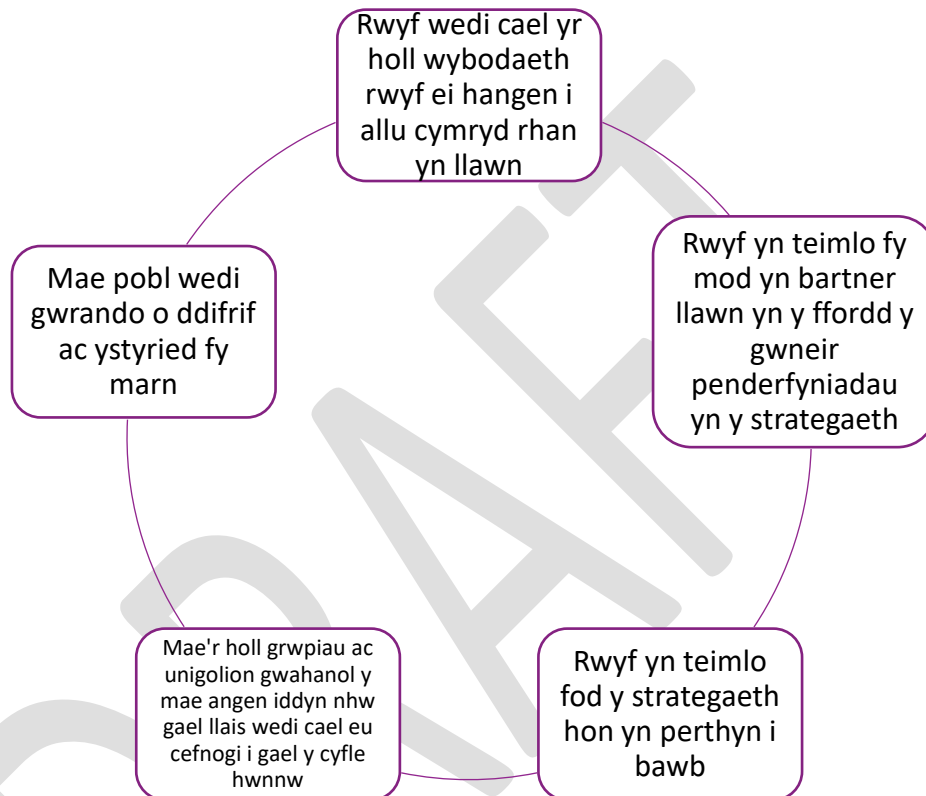 Rwyf wedi cael yr
holl wybodaeth
rwyf ei hangen i
allu cymryd rhan
yn llawn
Rwyf yn teimlo fy
mod yn bartner
llawn yn y ffordd y
gwneir
penderfyniadau
yn y strategaeth
Rwyf yn teimlo
fod y strategaeth
hon yn perthyn i
bawb
Mae'r holl grwpiau ac
unigolion gwahanol y
mae angen iddyn nhw
gael llais wedi cael eu
cefnogi i gael y cyfle
hwnnw
Mae pobl wedi
gwrando o ddifrif
ac ystyried fy
marn
DRAFT